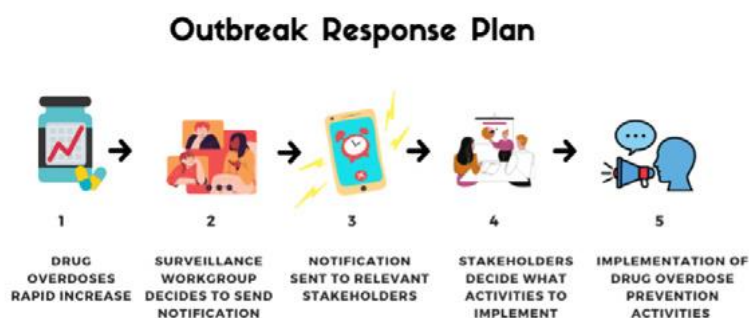 Outbreak Response Plan
1
2
3
4
5
DRUG
OVERDOSES
RAPID INCREASE
SURVEILLANCE
WORKGROUP
DECIDES TO SEND
NOTIFICATION
NOTIFICATION
SENT TO RELEVANT
STAKEHOLDERS
STAKEHOLDERS
DECIDE WHAT
ACTIVITIES TO
IMPLEMENT
IMPLEMENTATION OF
DRUG OVERDOSE
PREVENTION
ACTIVITIES